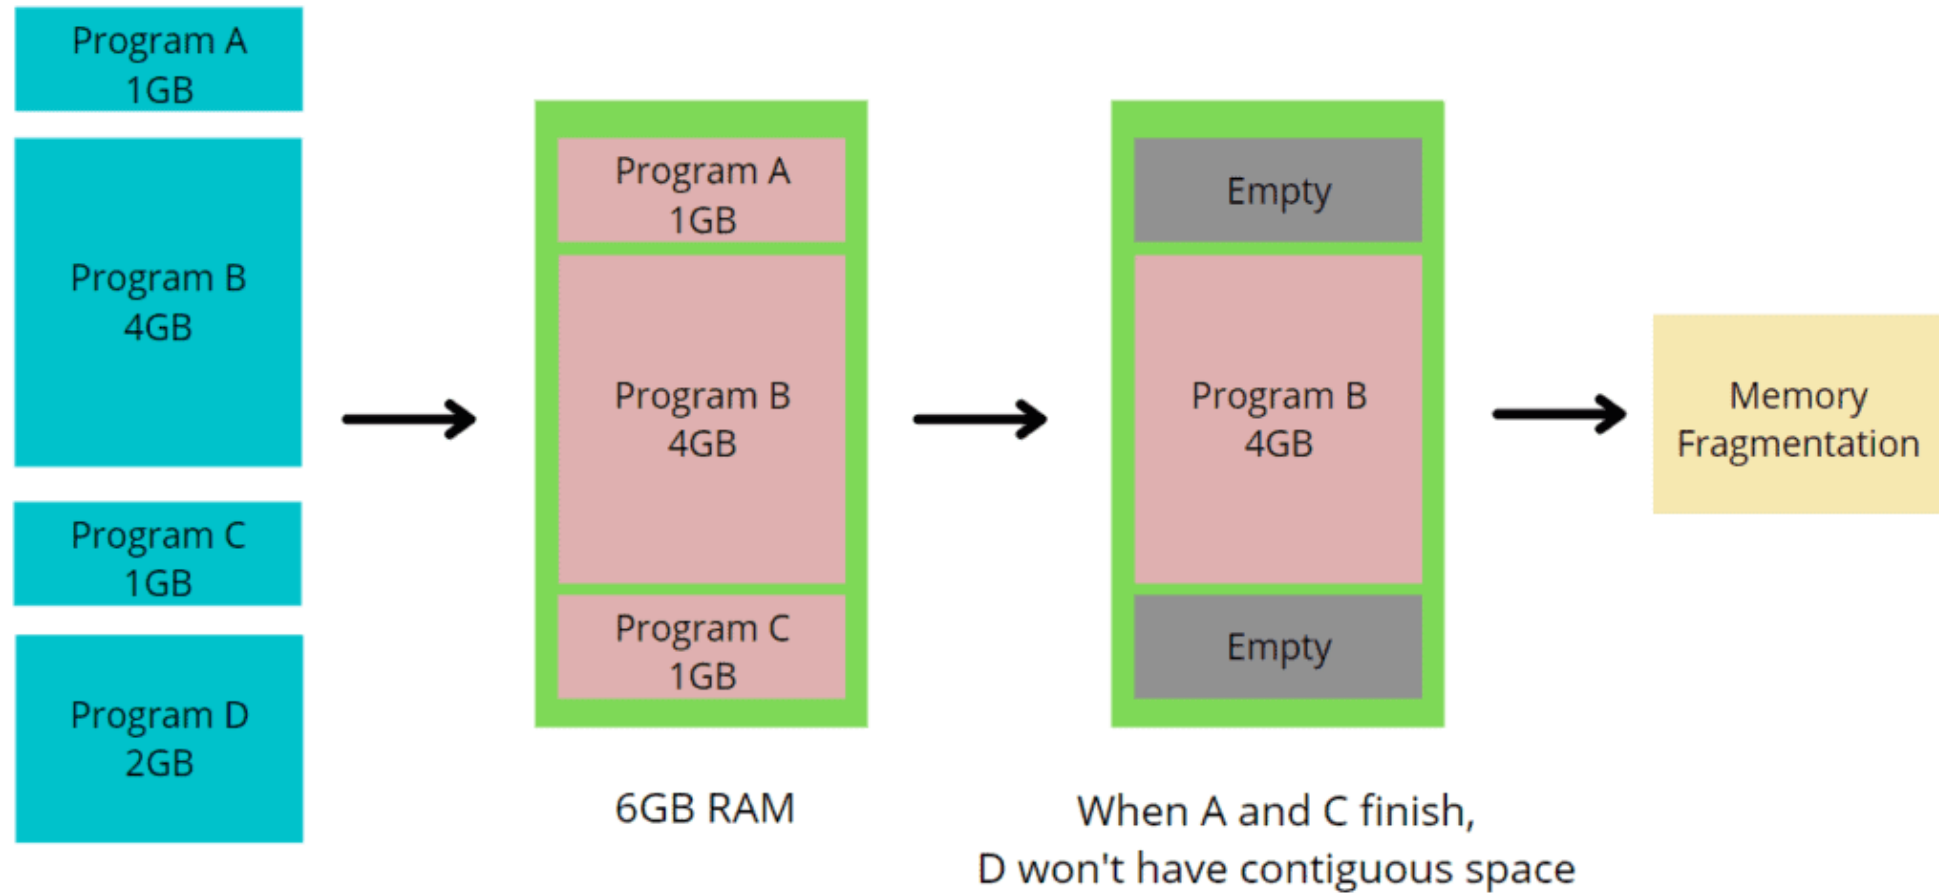 Program A
1GB
Program B
4GB
Program C
1GB
Program D
2GB
Program A
1GB
Program B
4GB
Program C
1GB
6GB RAM
Empty
Program B
4GB
Empty
When A and C finish,
D won't have contiguous space
Memory
Fragmentation